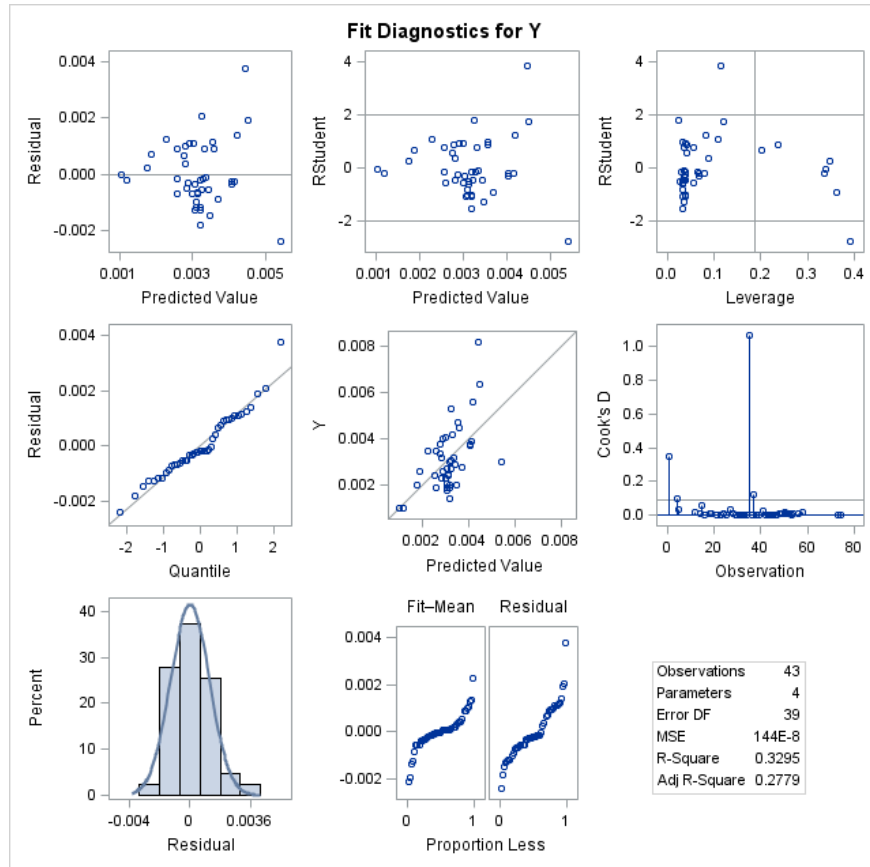 Fit Diagnostics for Y
0.004
0.002
0.000
-0.002
Residual
0.001 0.003 0.005
Predicted Value
4
2
0
-2
RStudent
0.001 0.002 0.003 0.004 0.005
Predicted Value
4
2
0
-2
RStudent
0.0 0.1 0.2 0.3 0.4
Leverage
0.004
0.002
0.000
-0.002
Residual
-2 -1 0 1 2
Quantile
0.008
0.006
0.004
0.002
Y
0.002 0.004 0.006 0.008
Predicted Value
1.0
0.8
0.6
0.4
0.2
0.0
Cook's D
0 20 40 60 80
Observation
40
30
20
10
0
Percent
-0.004 0 0.0036
Residual
Fit–Mean Residual
0.004
0.002
0.000
-0.002
0 1 0 1
Proportion Less
Observations 43
Parameters 4
Error DF 39
MSE 144E-8
R-Square 0.3295
Adj R-Square 0.2779